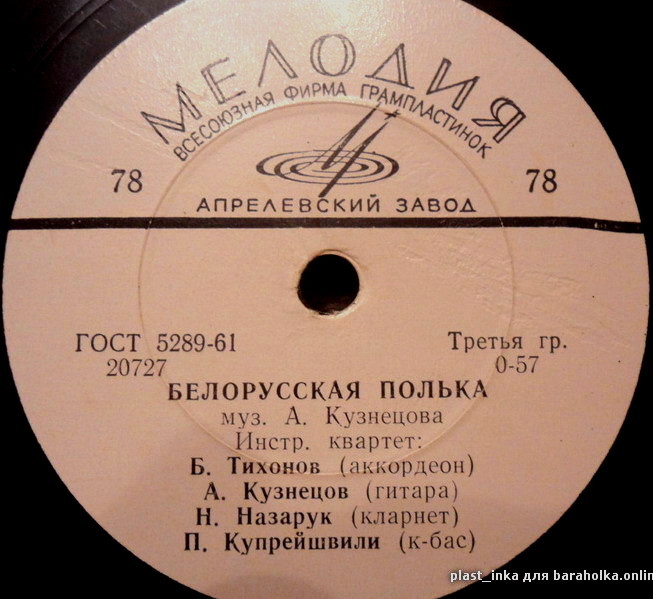 МЕЛОДИЯ
ВСЕСОЮЗНАЯ ФИРМА ГРАМПЛАСТИНОК
78 78
АПРЕЛЕВСКИЙ ЗАВОД
ГОСТ 5289-61 Третья гр.
20727 0-57
БЕЛОРУССКАЯ ПОЛЬКА
муз. А. Кузнецова
Инстр. квартет:
Б. Тихонов (аккордеон)
А. Кузнецов (гитара)
Н. Назарук (кларнет)
П. Купрейшвили (к-бас)
plast_inka для baraholka.onlin